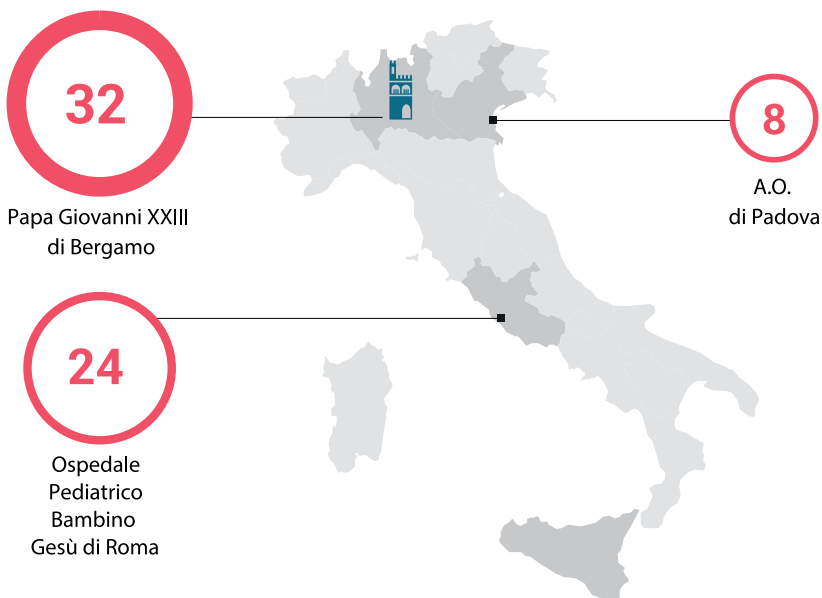 32
Papa Giovanni XXIII
di Bergamo
8
A.O.
di Padova
24
Ospedale
Pediatrico
Bambino
Gesù di Roma